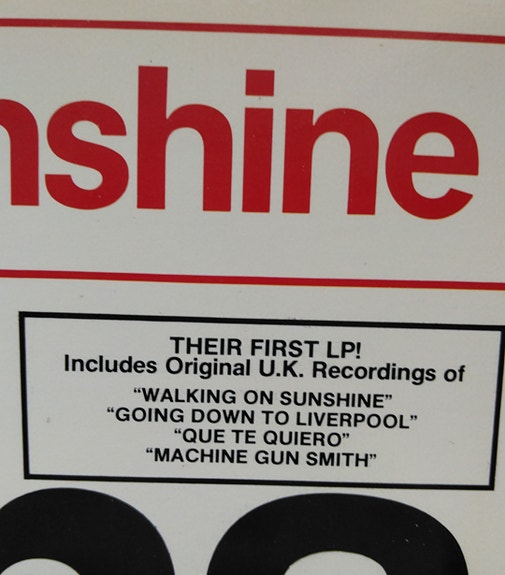 nshine
THEIR FIRST LP!
Includes Original U.K. Recordings of
“WALKING ON SUNSHINE”
“GOING DOWN TO LIVERPOOL”
“QUE TE QUIERO”
“MACHINE GUN SMITH”